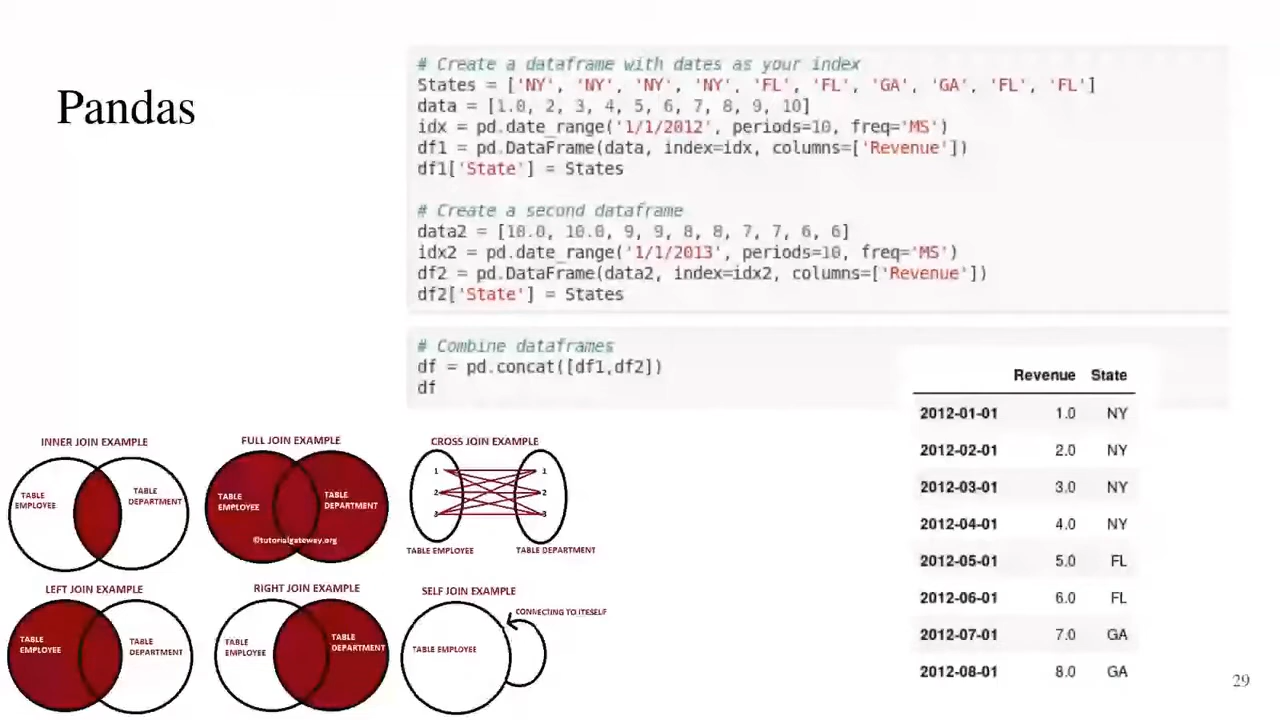 Pandas
# Create a dataframe with dates as your index
States = ['NY', 'NY', 'NY', 'NY', 'FL', 'FL', 'GA', 'GA', 'FL', 'FL']
data = [1.0, 2, 3, 4, 5, 6, 7, 8, 9, 10]
idx = pd.date_range('1/1/2012', periods=10, freq='MS')
df1 = pd.DataFrame(data, index=idx, columns=['Revenue'])
df1['State'] = States
# Create a second dataframe
data2 = [10.0, 10.0, 9, 9, 8, 8, 7, 7, 6, 6]
idx2 = pd.date_range('1/1/2013', periods=10, freq='MS')
df2 = pd.DataFrame(data2, index=idx2, columns=['Revenue'])
df2['State'] = States
# Combine dataframes
df = pd.concat([df1,df2])
df
Revenue State
2012-01-01 1.0 NY
2012-02-01 2.0 NY
2012-03-01 3.0 NY
2012-04-01 4.0 NY
2012-05-01 5.0 FL
2012-06-01 6.0 FL
2012-07-01 7.0 GA
2012-08-01 8.0 GA
INNER JOIN EXAMPLE
TABLE
EMPLOYEE
TABLE
DEPARTMENT
FULL JOIN EXAMPLE
TABLE
EMPLOYEE
TABLE
DEPARTMENT
©tutorialgateway.org
CROSS JOIN EXAMPLE
1 1
2 2
3 3
TABLE EMPLOYEE TABLE DEPARTMENT
LEFT JOIN EXAMPLE
TABLE
EMPLOYEE
TABLE
DEPARTMENT
RIGHT JOIN EXAMPLE
TABLE
EMPLOYEE
TABLE
DEPARTMENT
SELF JOIN EXAMPLE
CONNECTING TO ITESELF
TABLE EMPLOYEE
29